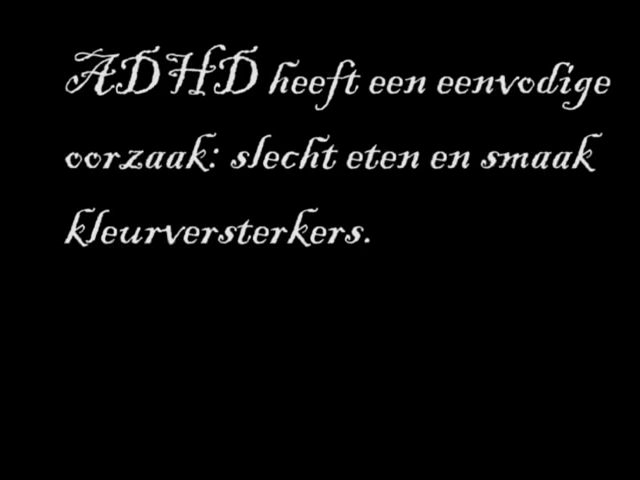 ADHD heeft een eenvodige
oorzaak: slecht eten en smaak
kleurversterkers.